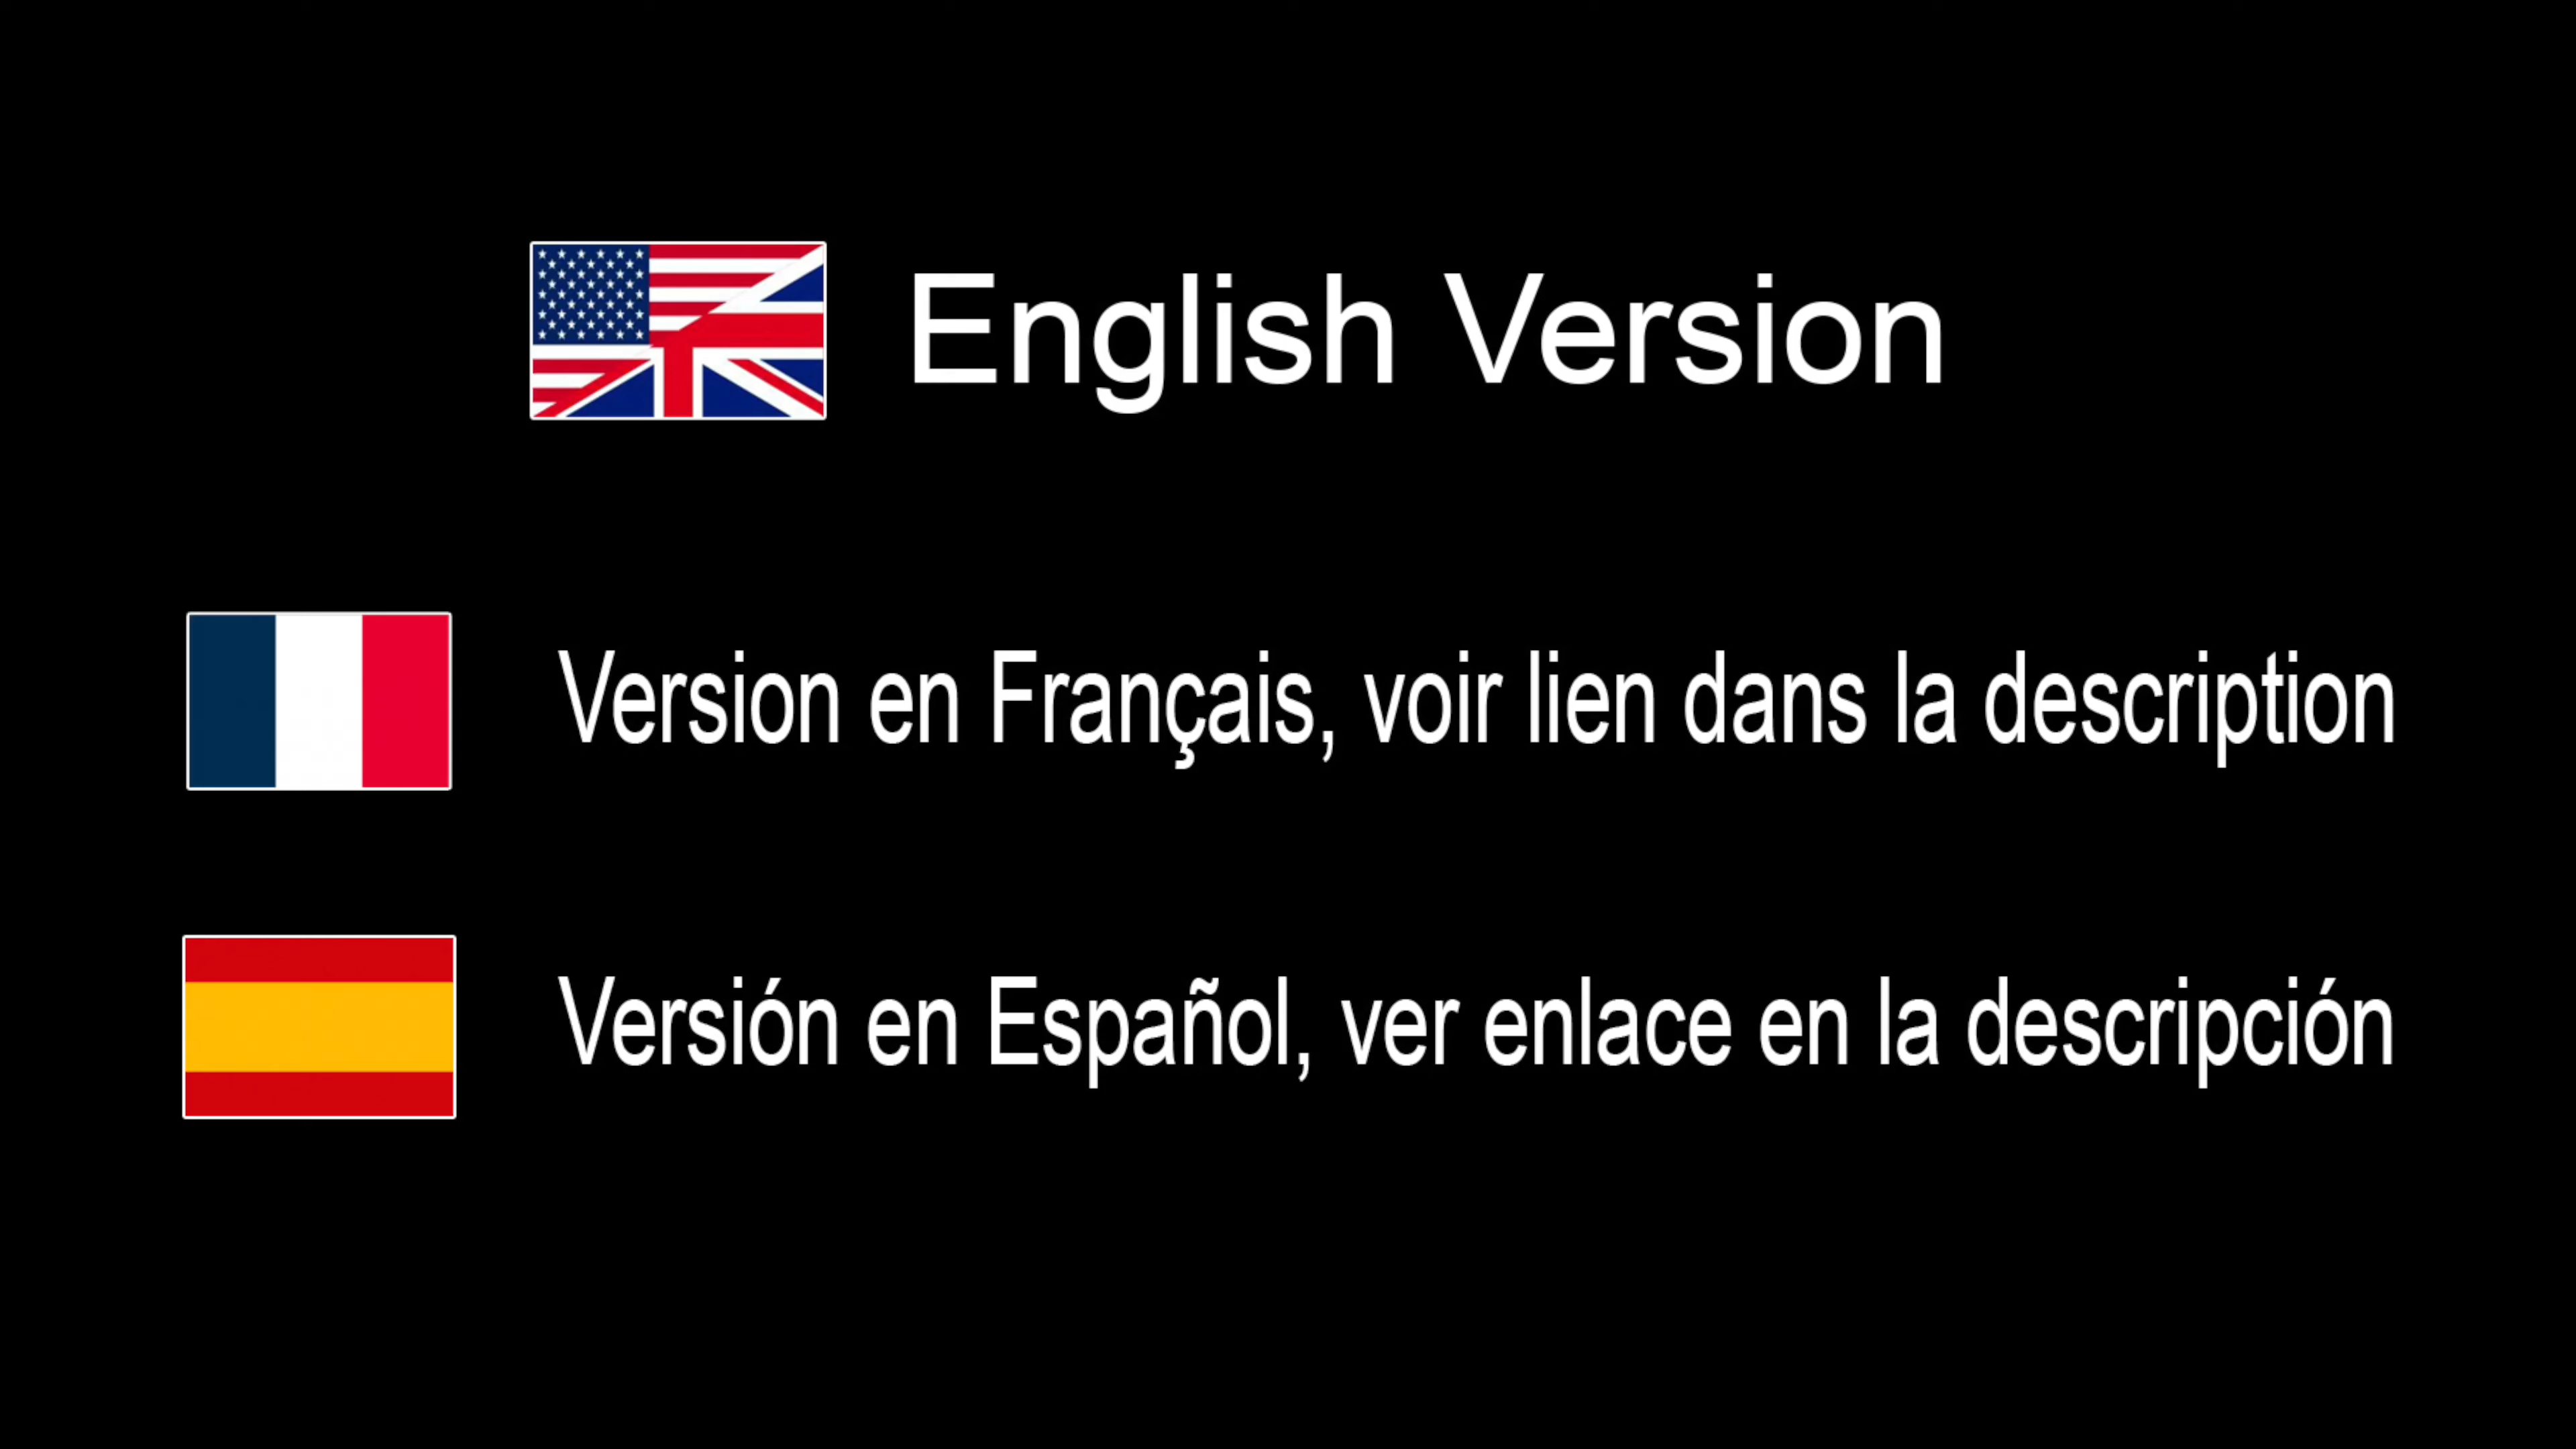 English Version
Version en Français, voir lien dans la description
Versión en Español, ver enlace en la descripción